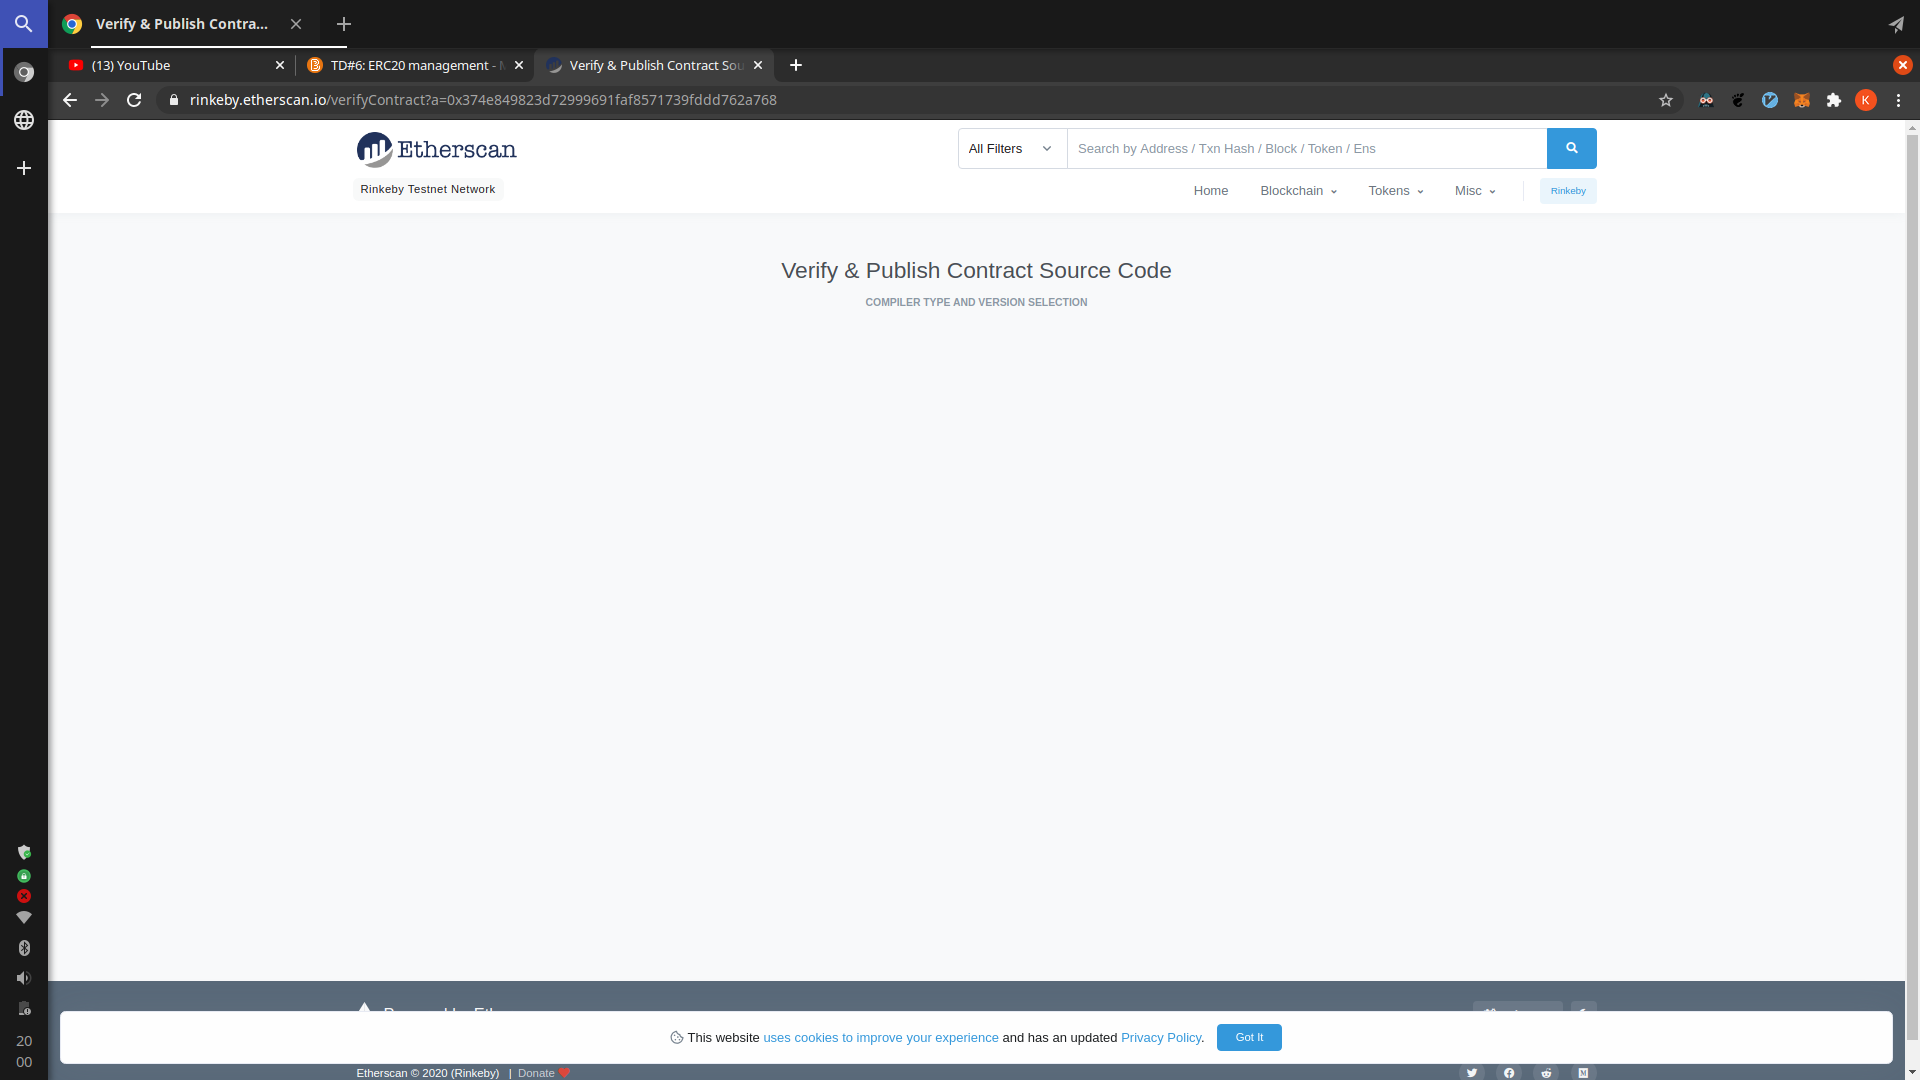 Verify & Publish Contra...
(13) YouTube
TD#6: ERC20 management -
Verify & Publish Contract Sou
rinkeby.etherscan.io/verifyContract?a=0x374e849823d72999691faf8571739fddd762a768
K
Etherscan
All Filters
Search by Address / Txn Hash / Block / Token / Ens
Rinkeby Testnet Network
Home
Blockchain
Tokens
Misc
Rinkeby
Verify & Publish Contract Source Code
COMPILER TYPE AND VERSION SELECTION
This website uses cookies to improve your experience and has an updated Privacy Policy.
Got It
Etherscan © 2020 (Rinkeby) | Donate
20
00